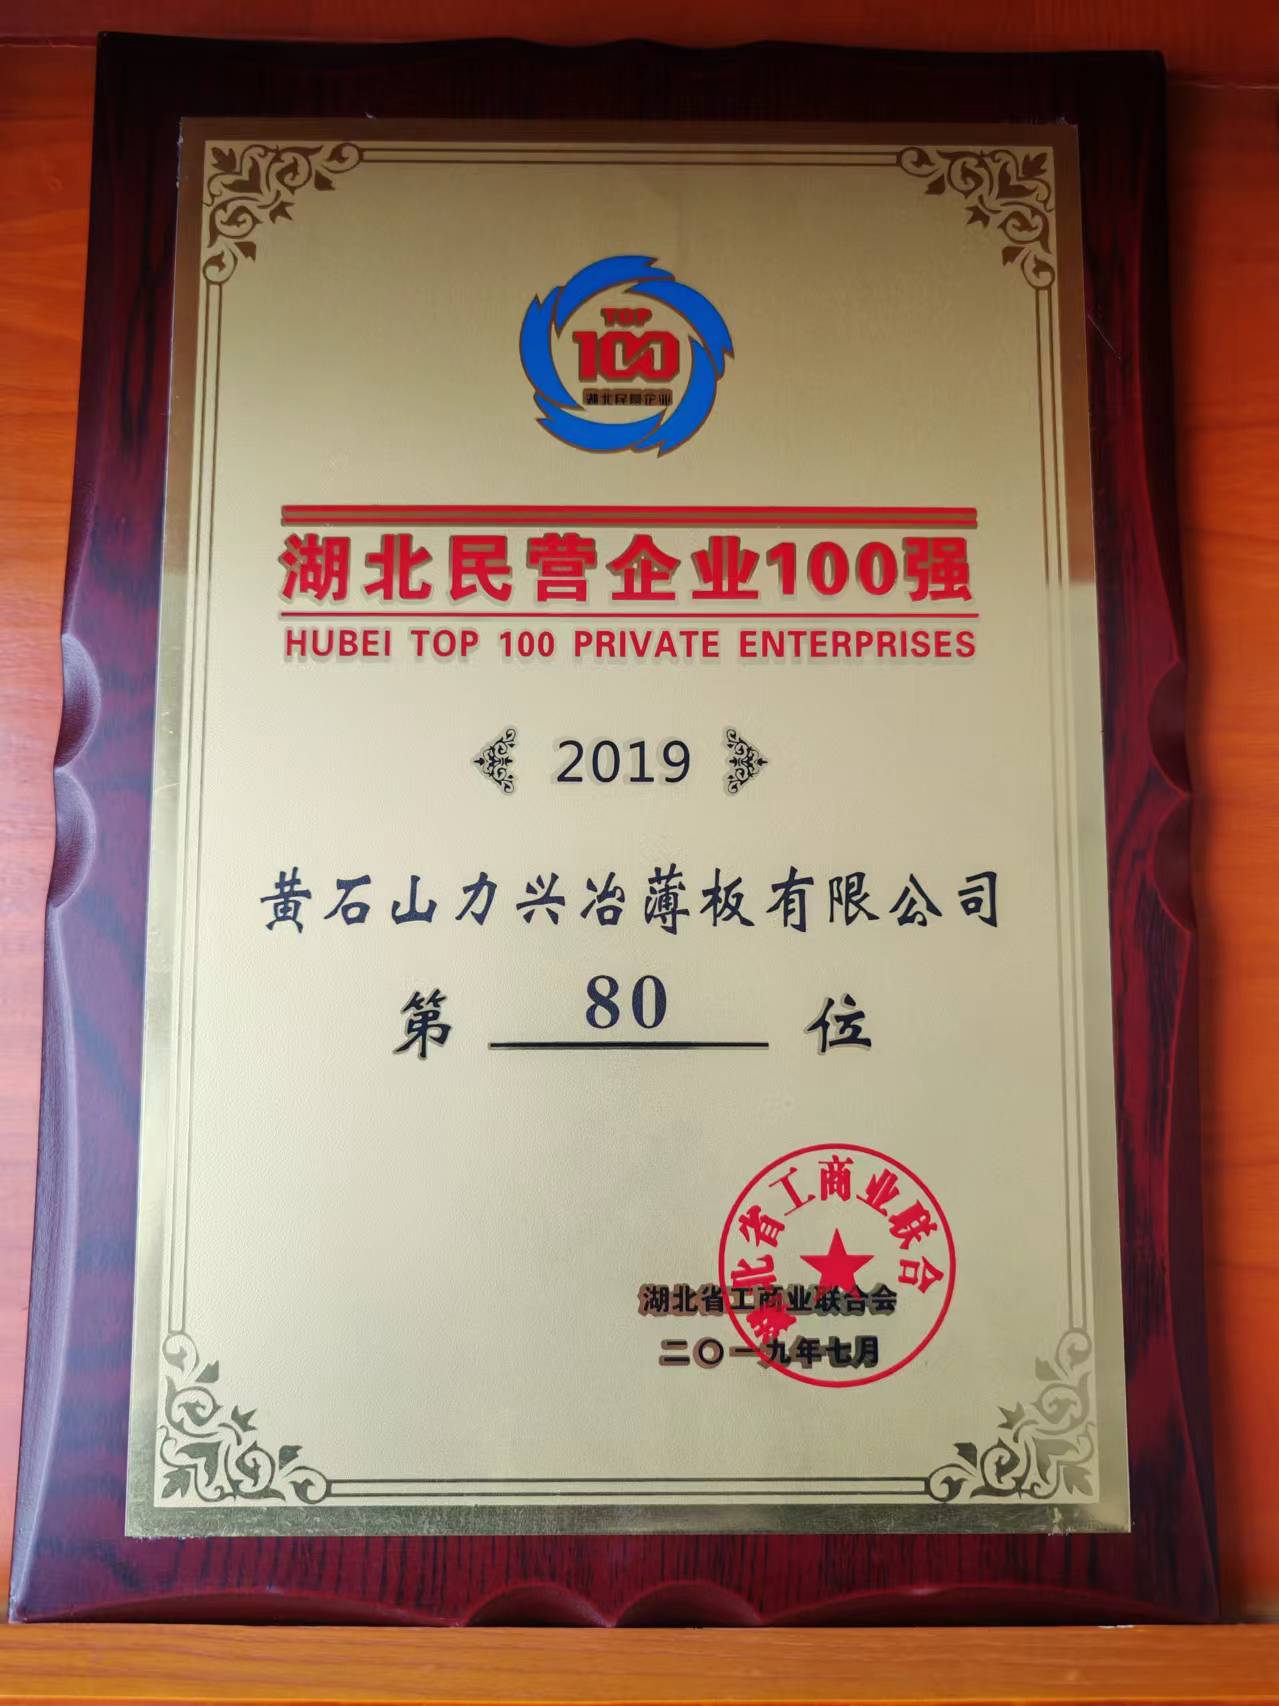 TOP
100
湖北民营企业
湖北民营企业100强
HUBEI TOP 100 PRIVATE ENTERPRISES
2019
黄石山力兴冶薄板有限公司
第 80 位
湖北省工商业联合
湖北省工商业联合会
二〇一九年七月